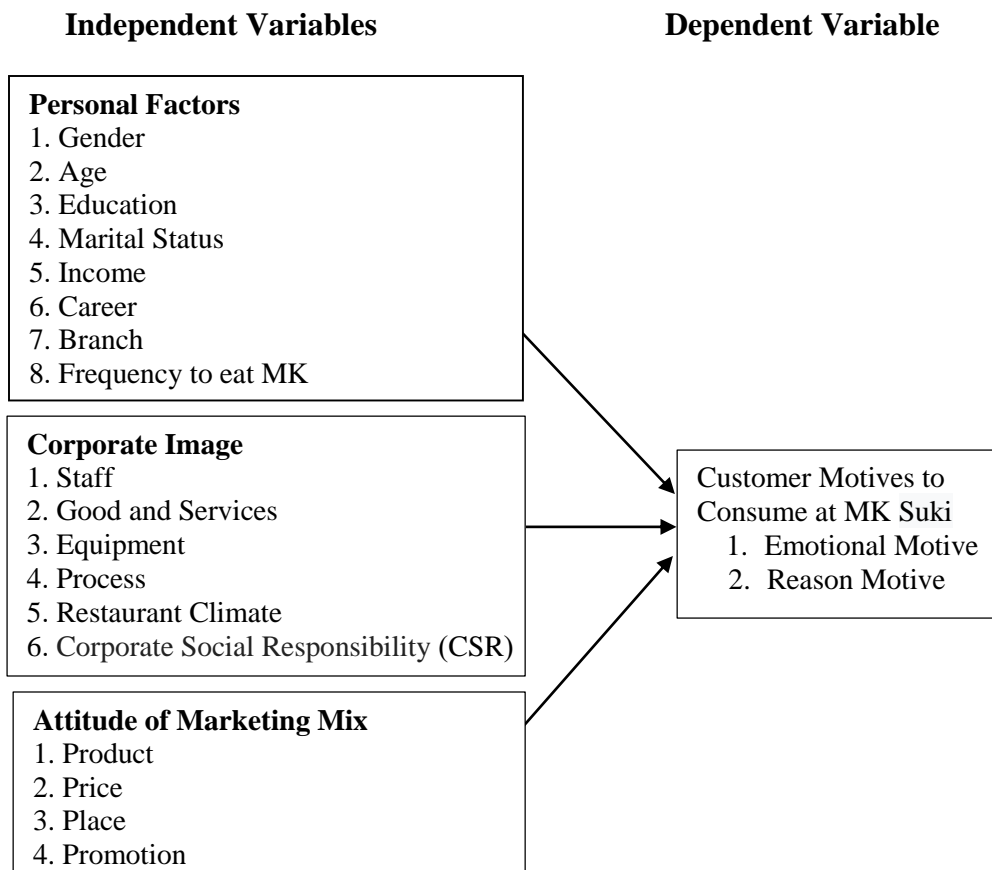 Independent Variables
Dependent Variable
Personal Factors
1. Gender
2. Age
3. Education
4. Marital Status
5. Income
6. Career
7. Branch
8. Frequency to eat MK
Corporate Image
1. Staff
2. Good and Services
3. Equipment
4. Process
5. Restaurant Climate
6. Corporate Social Responsibility (CSR)
Attitude of Marketing Mix
1. Product
2. Price
3. Place
4. Promotion
Customer Motives to
Consume at MK Suki
1. Emotional Motive
2. Reason Motive